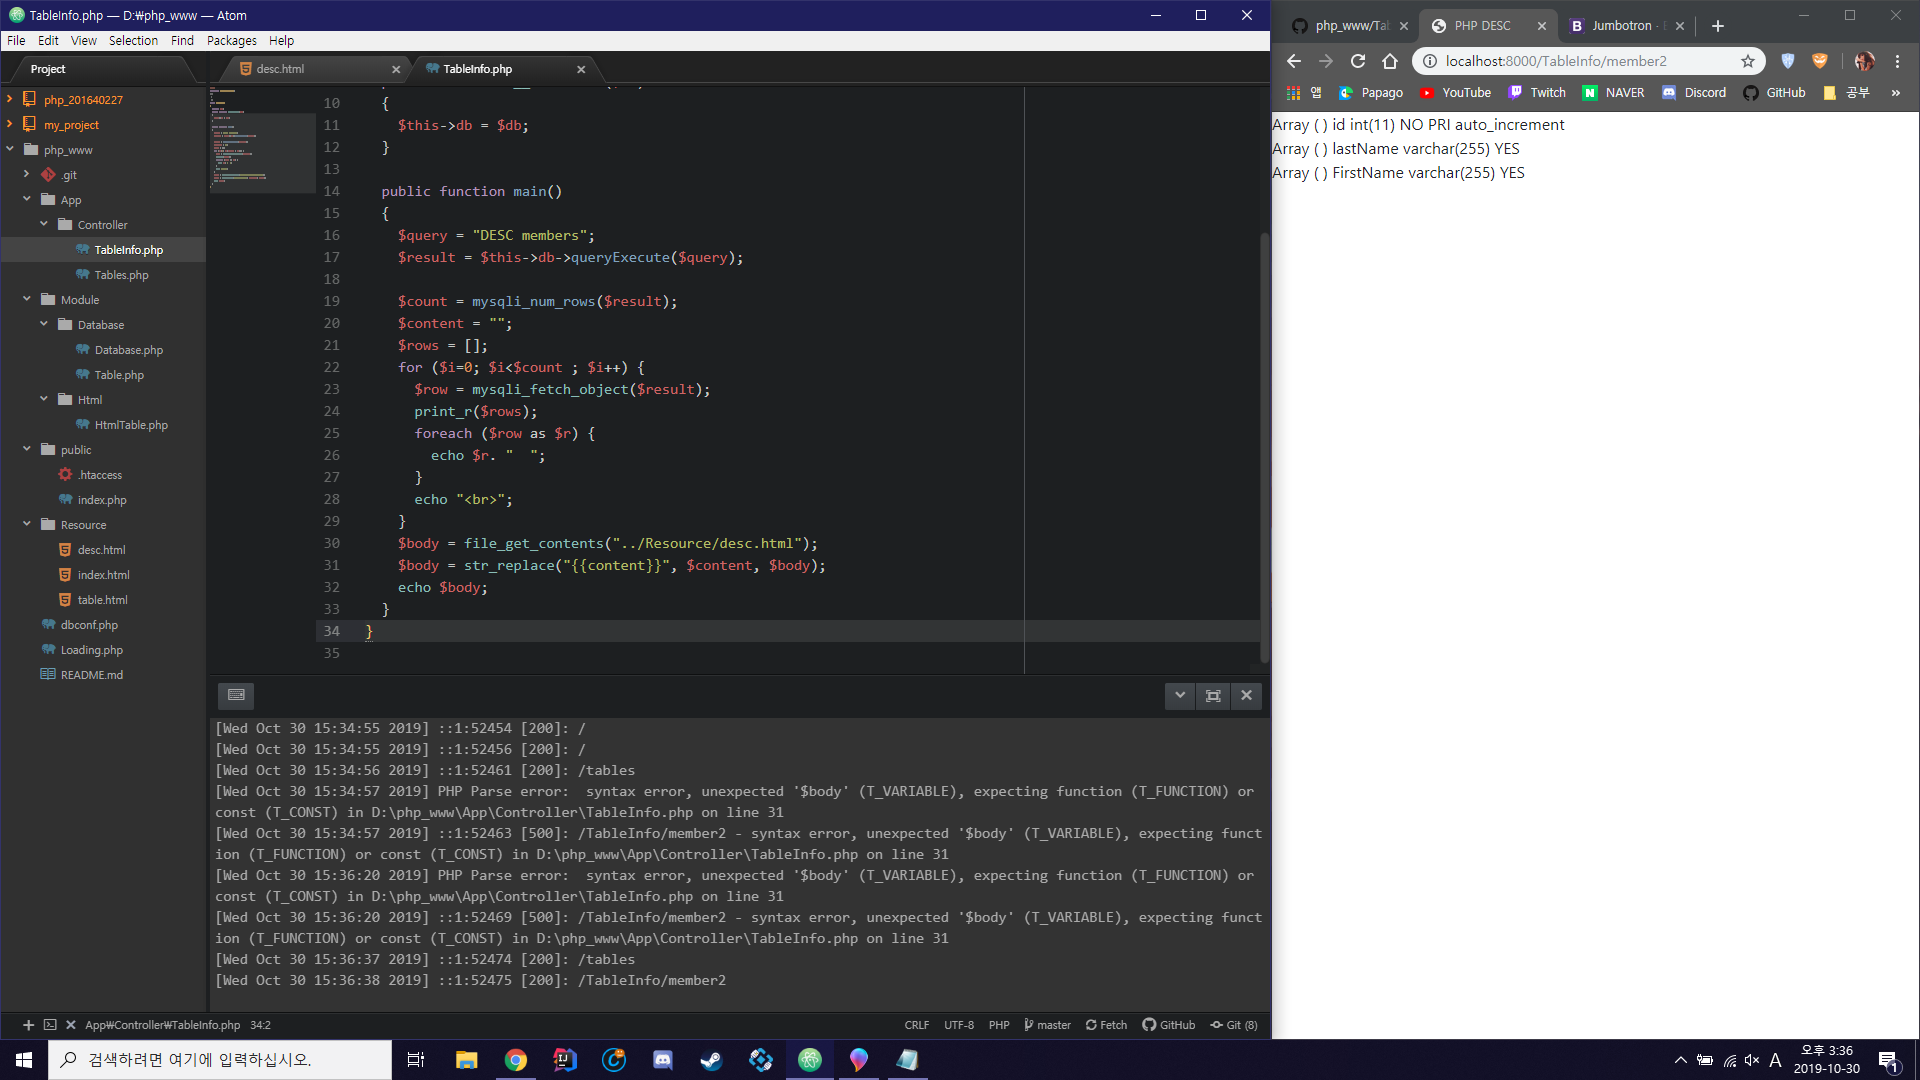 TableInfo.php — D:₩php_www — Atom
File Edit View Selection Find Packages Help
Project
php_201640227
my_project
php_www
.git
App
Controller
TableInfo.php
Tables.php
Module
Database
Database.php
Table.php
Html
HtmlTable.php
public
.htaccess
index.php
Resource
desc.html
index.html
table.html
dbconf.php
Loading.php
README.md
desc.html
TableInfo.php
10 {
11 $this->db = $db;
12 }
13
14 public function main()
15 {
16 $query = "DESC members";
17 $result = $this->db->queryExecute($query);
18
19 $count = mysqli_num_rows($result);
20 $content = "";
21 $rows = [];
22 for ($i=0; $i<$count ; $i++) {
23 $row = mysqli_fetch_object($result);
24 print_r($rows);
25 foreach ($row as $r) {
26 echo $r. "  ";
27 }
28 echo "<br>";
29 }
30 $body = file_get_contents("../Resource/desc.html");
31 $body = str_replace("{{content}}", $content, $body);
32 echo $body;
33 }
34 }
35
[Wed Oct 30 15:34:55 2019] ::1:52454 [200]: /
[Wed Oct 30 15:34:55 2019] ::1:52456 [200]: /
[Wed Oct 30 15:34:56 2019] ::1:52461 [200]: /tables
[Wed Oct 30 15:34:57 2019] PHP Parse error:  syntax error, unexpected '$body' (T_VARIABLE), expecting function (T_FUNCTION) or
const (T_CONST) in D:\php_www\App\Controller\TableInfo.php on line 31
[Wed Oct 30 15:34:57 2019] ::1:52463 [500]: /TableInfo/member2 - syntax error, unexpected '$body' (T_VARIABLE), expecting funct
ion (T_FUNCTION) or const (T_CONST) in D:\php_www\App\Controller\TableInfo.php on line 31
[Wed Oct 30 15:36:20 2019] PHP Parse error:  syntax error, unexpected '$body' (T_VARIABLE), expecting function (T_FUNCTION) or
const (T_CONST) in D:\php_www\App\Controller\TableInfo.php on line 31
[Wed Oct 30 15:36:20 2019] ::1:52469 [500]: /TableInfo/member2 - syntax error, unexpected '$body' (T_VARIABLE), expecting funct
ion (T_FUNCTION) or const (T_CONST) in D:\php_www\App\Controller\TableInfo.php on line 31
[Wed Oct 30 15:36:37 2019] ::1:52474 [200]: /tables
[Wed Oct 30 15:36:38 2019] ::1:52475 [200]: /TableInfo/member2
App₩Controller₩TableInfo.php 34:2
CRLF UTF-8 PHP master Fetch GitHub Git (8)
php_www/Tab
PHP DESC
Jumbotron -
localhost:8000/TableInfo/member2
앱 Papago YouTube Twitch NAVER Discord GitHub 공부 »
Array ( ) id int(11) NO PRI auto_increment
Array ( ) lastName varchar(255) YES
Array ( ) FirstName varchar(255) YES
검색하려면 여기에 입력하십시오.
A
오후 3:36
2019-10-30
1